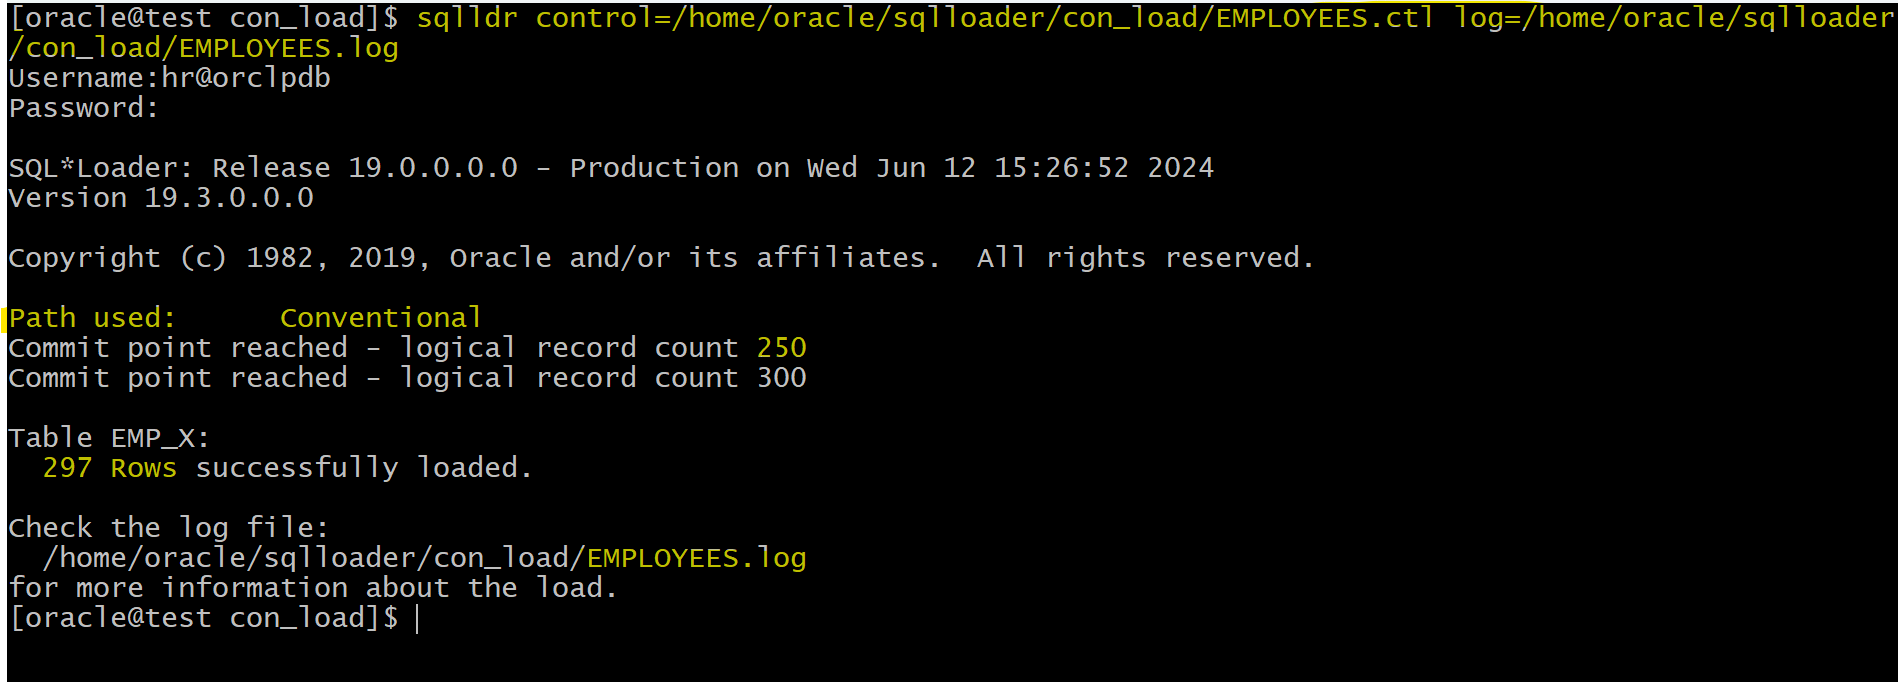 [oracle@test con_load]$ sqlldr control=/home/oracle/sqlloader/con_load/EMPLOYEES.ctl log=/home/oracle/sqlloader
/con_load/EMPLOYEES.log
Username:hr@orclpdb
Password:
SQL*Loader: Release 19.0.0.0.0 - Production on Wed Jun 12 15:26:52 2024
Version 19.3.0.0.0
Copyright (c) 1982, 2019, Oracle and/or its affiliates.  All rights reserved.
Path used:      Conventional
Commit point reached - logical record count 250
Commit point reached - logical record count 300
Table EMP_X:
  297 Rows successfully loaded.
Check the log file:
  /home/oracle/sqlloader/con_load/EMPLOYEES.log
for more information about the load.
[oracle@test con_load]$